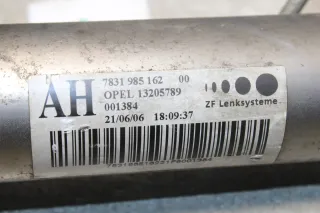 7831 985 162 00
AH OPEL 13205789
001384
21/06/06 18:09:37
ZF Lenksysteme